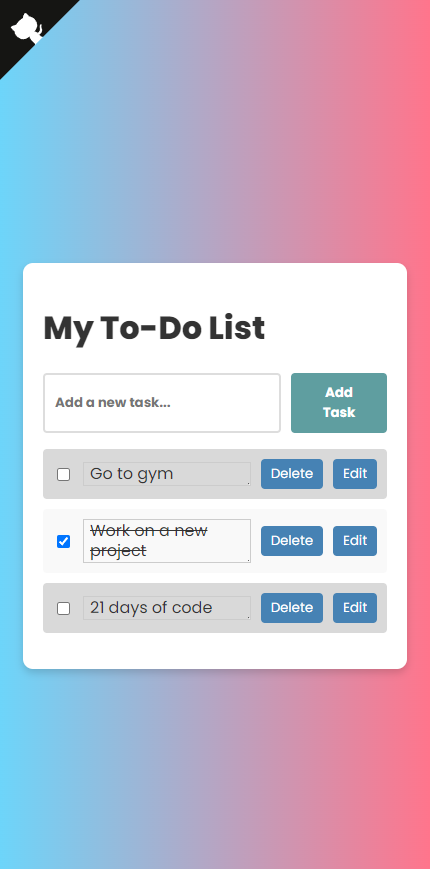 My To-Do List
Add a new task...
Add
Task
Go to gym
Delete
Edit
Work on a new
project
Delete
Edit
21 days of code
Delete
Edit